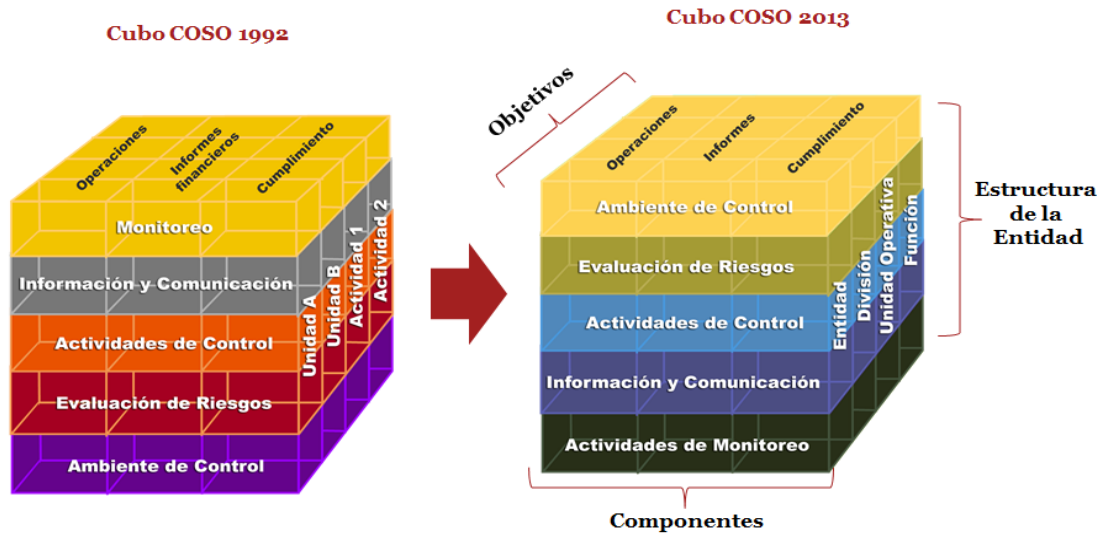 Cubo COSO 1992
Operaciones
Informes
financieros
Cumplimiento
Monitoreo
Información y Comunicación
Actividades de Control
Evaluación de Riesgos
Ambiente de Control
Unidad A
Unidad B
Actividad 1
Actividad 2
Cubo COSO 2013
Objetivos
Operaciones
Informes
Cumplimiento
Ambiente de Control
Evaluación de Riesgos
Actividades de Control
Información y Comunicación
Actividades de Monitoreo
Entidad
División
Unidad Operativa
Función
Estructura
de la
Entidad
Componentes